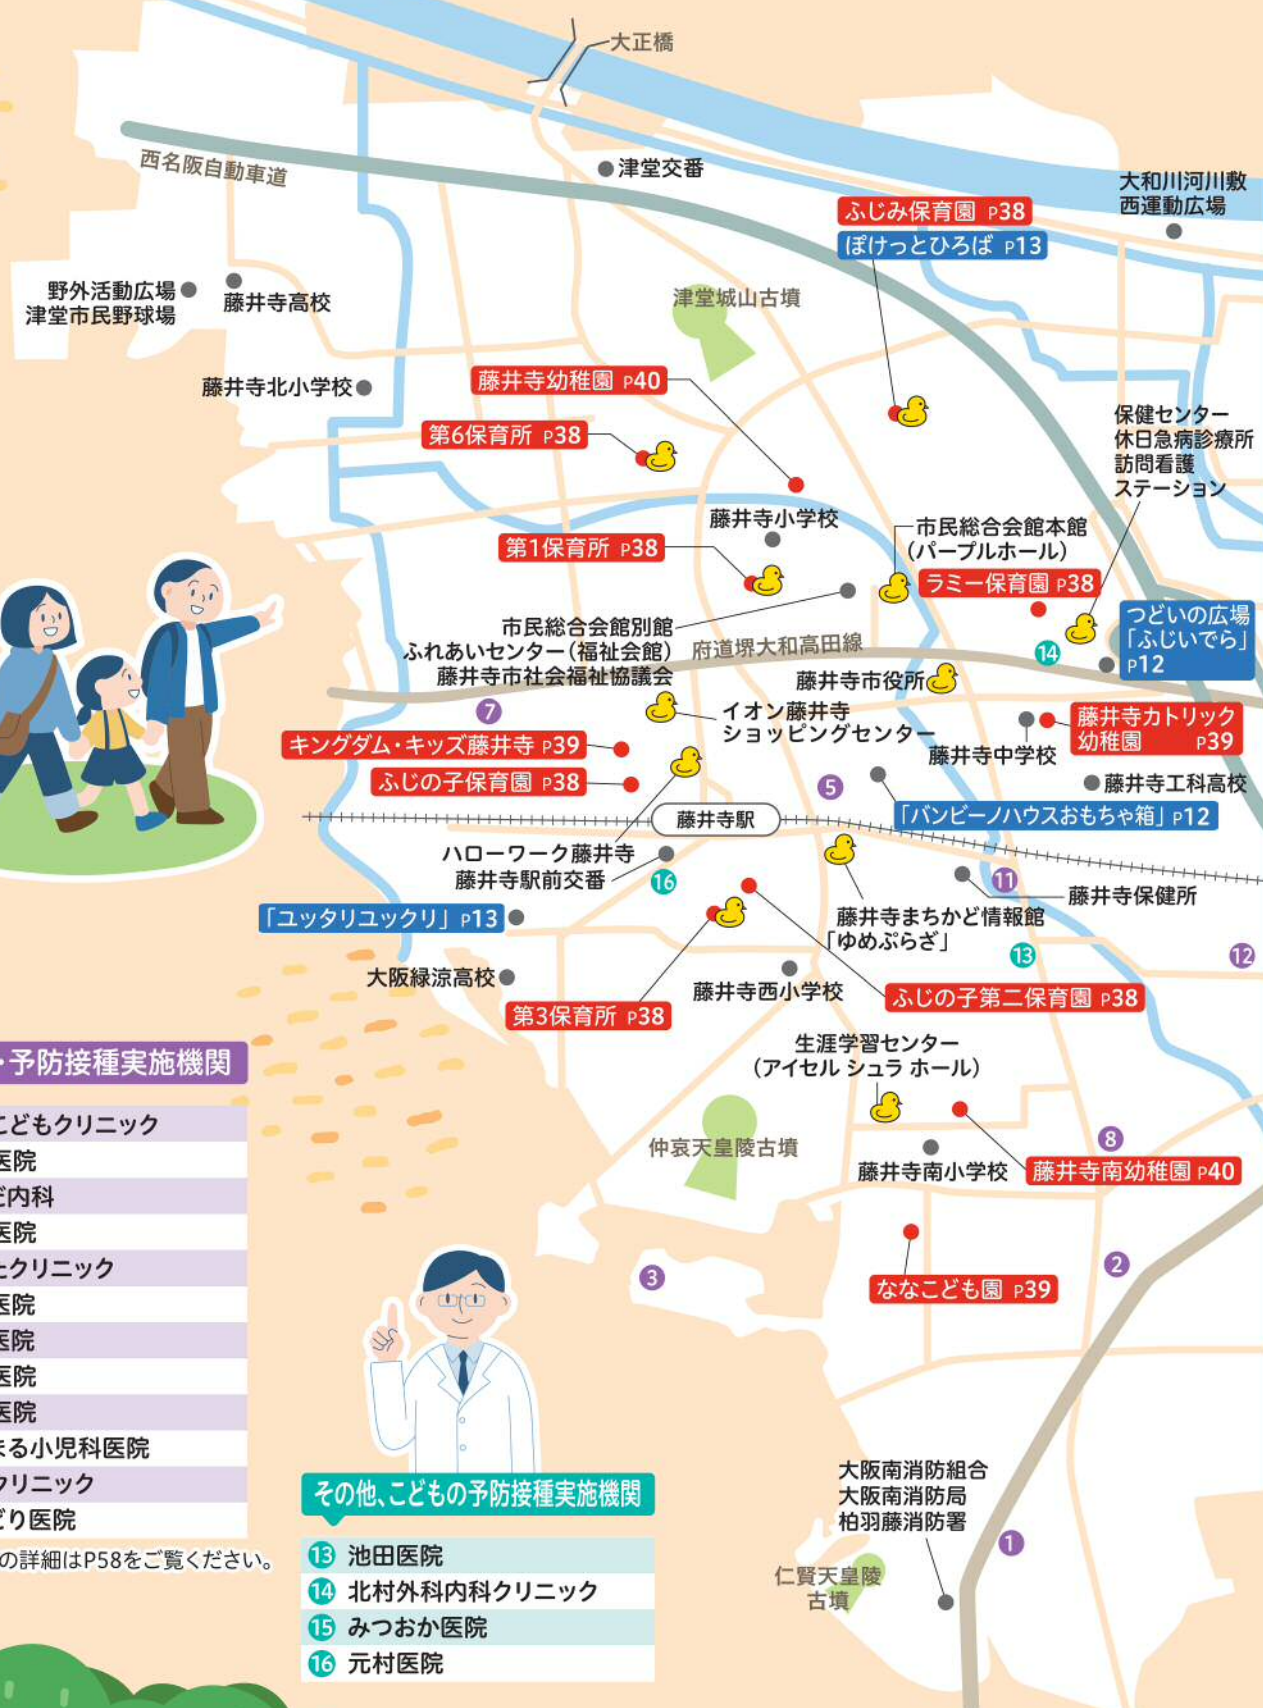 大正橋
西名阪自動車道
津堂交番
大和川河川敷
西運動広場
ふじみ保育園 P38
ぽけっとひろば P13
野外活動広場
津堂市民野球場
藤井寺高校
津堂城山古墳
藤井寺北小学校
藤井寺幼稚園 P40
第6保育所 P38
保健センター
休日急病診療所
訪問看護
ステーション
藤井寺小学校
市民総合会館本館
(パープルホール)
第1保育所 P38
ラミー保育園 P38
つどいの広場
「ふじいでら」
P12
市民総合会館別館
ふれあいセンター(福祉会館)
藤井寺市社会福祉協議会
府道堺大和高田線
14
藤井寺市役所
7
イオン藤井寺
ショッピングセンター
藤井寺カトリック
幼稚園 P39
キングダム・キッズ藤井寺 P39
藤井寺中学校
ふじの子保育園 P38
5
藤井寺工科高校
「バンビーノハウスおもちゃ箱」P12
藤井寺駅
ハローワーク藤井寺
藤井寺駅前交番
16
11
藤井寺保健所
「ユッタリユックリ」P13
藤井寺まちかど情報館
「ゆめぷらざ」
13
12
大阪緑涼高校
藤井寺西小学校
ふじの子第二保育園 P38
第3保育所 P38
生涯学習センター
(アイセル シュラ ホール)
仲哀天皇陵古墳
8
藤井寺南小学校
藤井寺南幼稚園 P40
3
2
ななこども園 P39
大阪南消防組合
大阪南消防局
柏羽藤消防署
1
仁賢天皇陵
古墳
・予防接種実施機関
こどもクリニック
医院
内科
医院
クリニック
医院
医院
医院
医院
まる小児科医院
クリニック
どり医院
の詳細はP58をご覧ください。
その他、こどもの予防接種実施機関
13 池田医院
14 北村外科内科クリニック
15 みつおか医院
16 元村医院